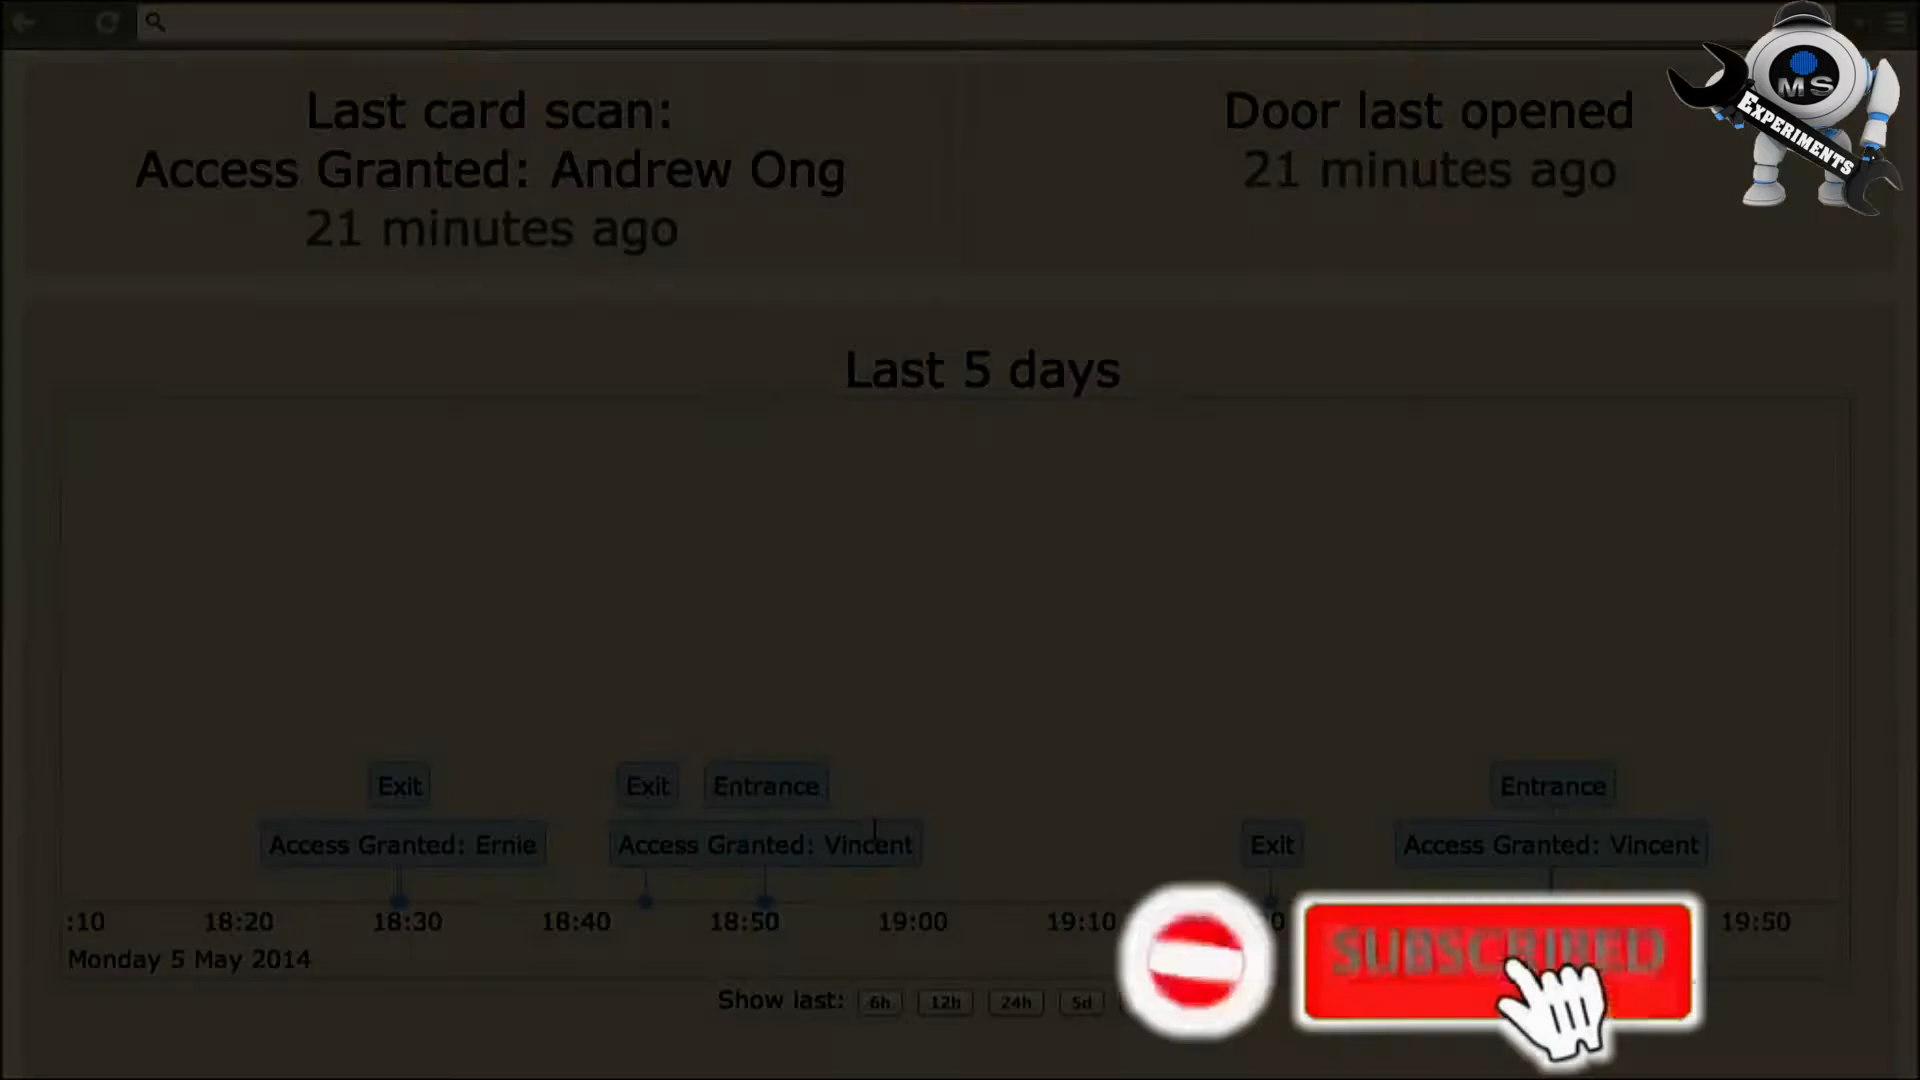 Last card scan:
Access Granted: Andrew Ong
21 minutes ago
Door last opened
21 minutes ago
MS
EXPERIMENTS
Last 5 days
Exit
Exit
Entrance
Entrance
Access Granted: Ernie
Access Granted: Vincent
Exit
Access Granted: Vincent
:10 18:20 18:30 18:40 18:50 19:00 19:10 19:50
Monday 5 May 2014
Show last: 6h 12h 24h 5d
SUBSCRIBED